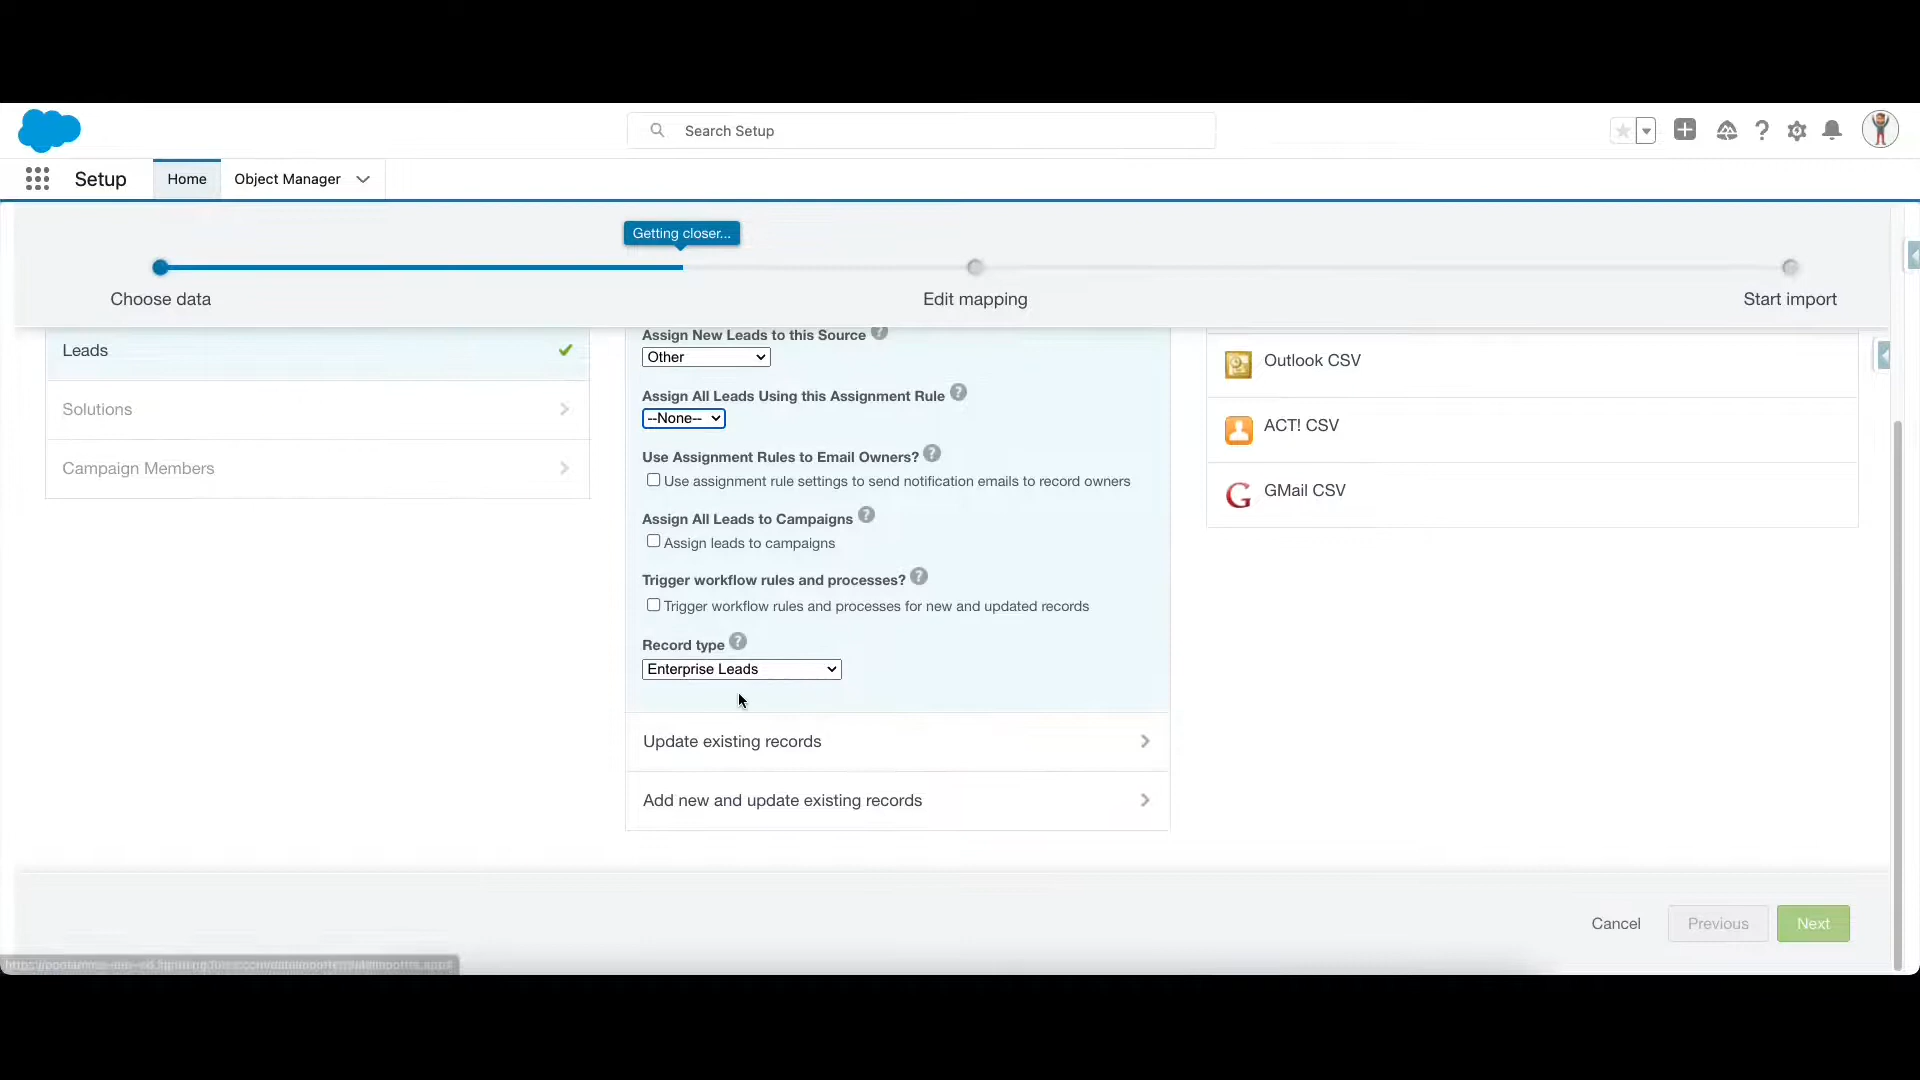 Search Setup
Setup
Home
Object Manager
Getting closer...
Choose data
Edit mapping
Start import
Leads
Solutions
Campaign Members
Assign New Leads to this Source
Other
Assign All Leads Using this Assignment Rule
--None--
Use Assignment Rules to Email Owners?
Use assignment rule settings to send notification emails to record owners
Assign All Leads to Campaigns
Assign leads to campaigns
Trigger workflow rules and processes?
Trigger workflow rules and processes for new and updated records
Record type
Enterprise Leads
Update existing records
Add new and update existing records
Outlook CSV
ACT! CSV
GMail CSV
Cancel
Previous
Next